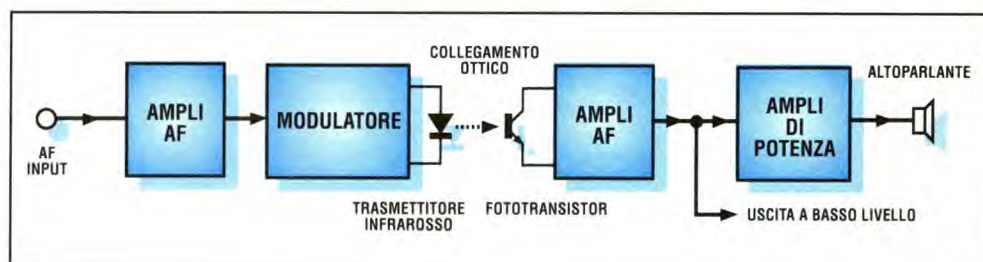 AF
INPUT
AMPLI
AF
MODULATORE
COLLEGAMENTO
OTTICO
TRASMETTITORE
INFRAROSSO
FOTOTRANSISTOR
AMPLI
AF
USCITA A BASSO LIVELLO
AMPLI
DI
POTENZA
ALTOPARLANTE